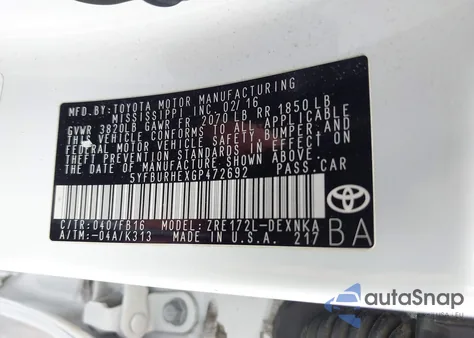 MFD.BY: TOYOTA MOTOR MANUFACTURING
MISSISSIPPI INC. 02/16
GVWR 3820LB GAWR FR 2070 LB RR 1850 LB
THIS VEHICLE CONFORMS TO ALL APPLICABLE
FEDERAL MOTOR VEHICLE SAFETY, BUMPER, AND
THEFT PREVENTION STANDARDS IN EFFECT ON
THE DATE OF MANUFACTURE SHOWN ABOVE.
5YFBURHEXGP472692 PASS.CAR
C/TR: 040/FB16 MODEL: ZRE172L-DEXNKA
A/TM: -04A/K313 MADE IN U.S.A. 217
BA
TOYOTA
autoSnap